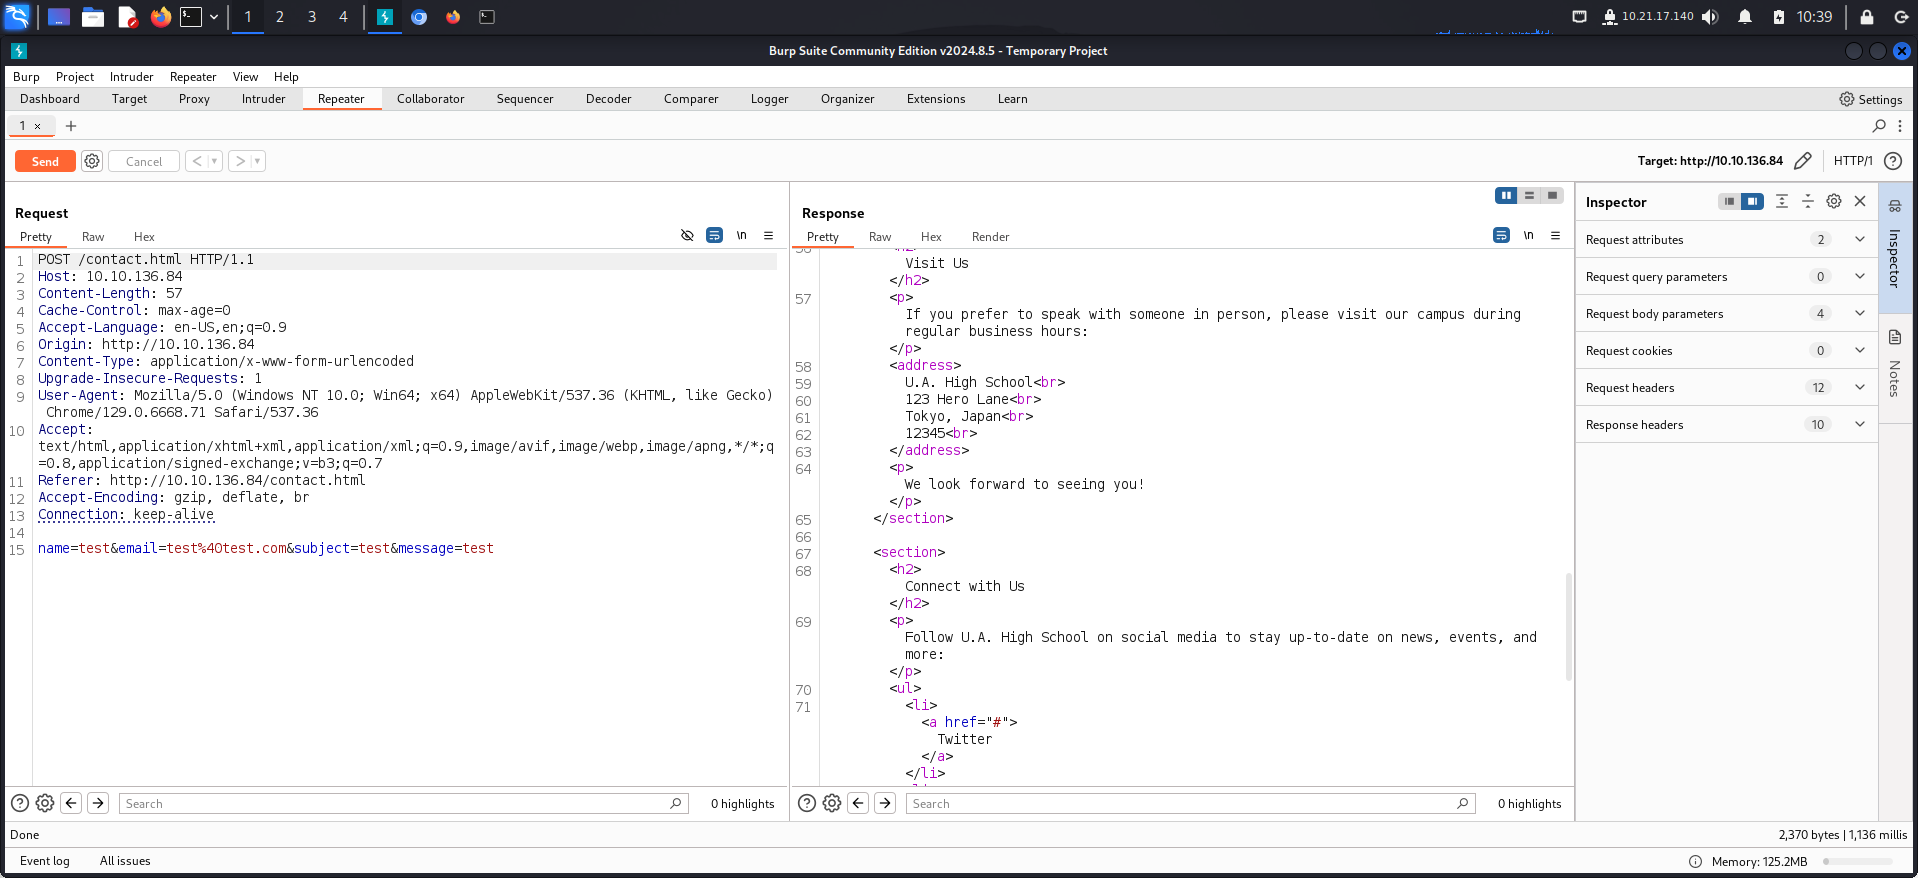 1 2 3 4 10.21.17.140 10:39
Burp Suite Community Edition v2024.8.5 - Temporary Project
Burp Project Intruder Repeater View Help
Dashboard Target Proxy Intruder Repeater Collaborator Sequencer Decoder Comparer Logger Organizer Extensions Learn Settings
1 × +
Send Cancel < > Target: http://10.10.136.84 HTTP/1
Request
Pretty Raw Hex \n
1 POST /contact.html HTTP/1.1
2 Host: 10.10.136.84
3 Content-Length: 57
4 Cache-Control: max-age=0
5 Accept-Language: en-US,en;q=0.9
6 Origin: http://10.10.136.84
7 Content-Type: application/x-www-form-urlencoded
8 Upgrade-Insecure-Requests: 1
9 User-Agent: Mozilla/5.0 (Windows NT 10.0; Win64; x64) AppleWebKit/537.36 (KHTML, like Gecko)
Chrome/129.0.6668.71 Safari/537.36
10 Accept:
text/html,application/xhtml+xml,application/xml;q=0.9,image/avif,image/webp,image/apng,*/*;q
=0.8,application/signed-exchange;v=b3;q=0.7
11 Referer: http://10.10.136.84/contact.html
12 Accept-Encoding: gzip, deflate, br
13 Connection: keep-alive
14
15 name=test&email=test%40test.com&subject=test&message=test
Search 0 highlights
Response
Pretty Raw Hex Render \n
Visit Us
</h2>
57 <p>
If you prefer to speak with someone in person, please visit our campus during
regular business hours:
</p>
58 <address>
59 U.A. High School<br>
60 123 Hero Lane<br>
61 Tokyo, Japan<br>
62 12345<br>
63 </address>
64 <p>
We look forward to seeing you!
</p>
65 </section>
66
67 <section>
68 <h2>
Connect with Us
</h2>
69 <p>
Follow U.A. High School on social media to stay up-to-date on news, events, and
more:
</p>
70 <ul>
71 <li>
<a href="#">
Twitter
</a>
</li>
Search 0 highlights
Inspector
Request attributes 2
Request query parameters 0
Request body parameters 4
Request cookies 0
Request headers 12
Response headers 10
Inspector
Notes
Done 2,370 bytes | 1,136 millis
Event log All issues Memory: 125.2MB